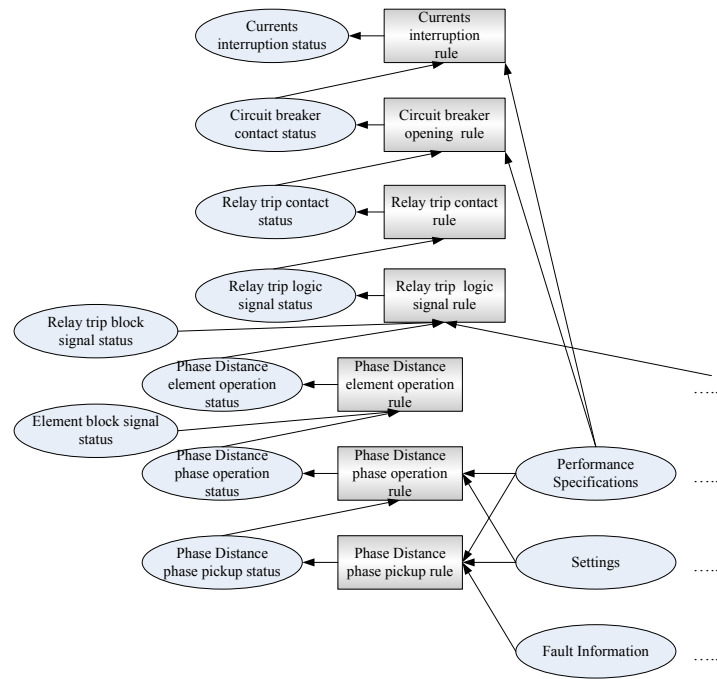 Currents
interruption status
Currents
interruption
rule
Circuit breaker
contact status
Circuit breaker
opening rule
Relay trip contact
status
Relay trip contact
rule
Relay trip logic
signal status
Relay trip logic
signal rule
Relay trip block
signal status
Phase Distance
element operation
status
Phase Distance
element operation
rule
Element block signal
status
Phase Distance
phase operation
status
Phase Distance
phase operation
rule
Performance
Specifications
Phase Distance
phase pickup status
Phase Distance
phase pickup rule
Settings
Fault Information